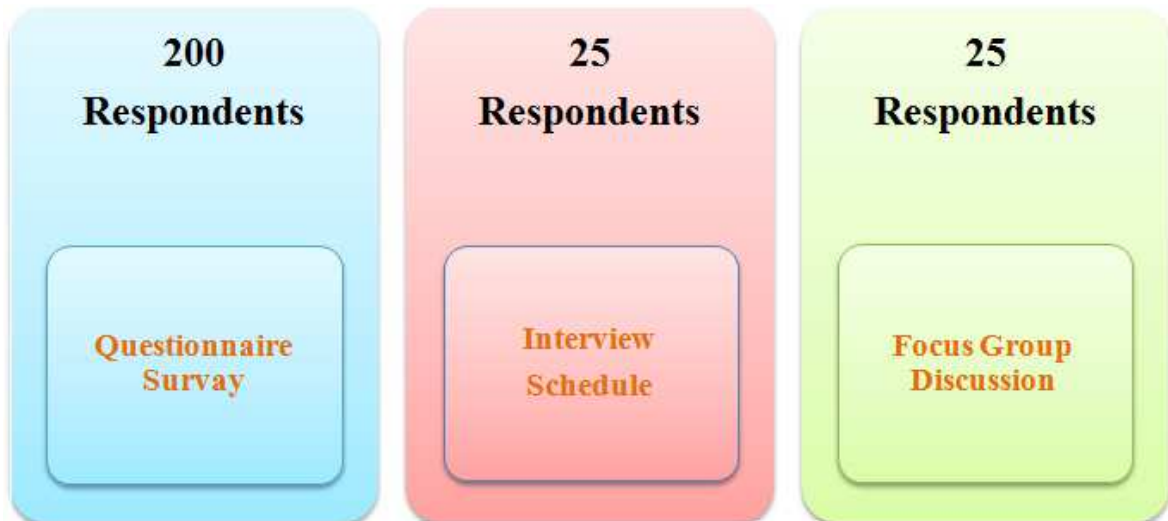 200
Respondents
Questionnaire
Survay
25
Respondents
Interview
Schedule
25
Respondents
Focus Group
Discussion